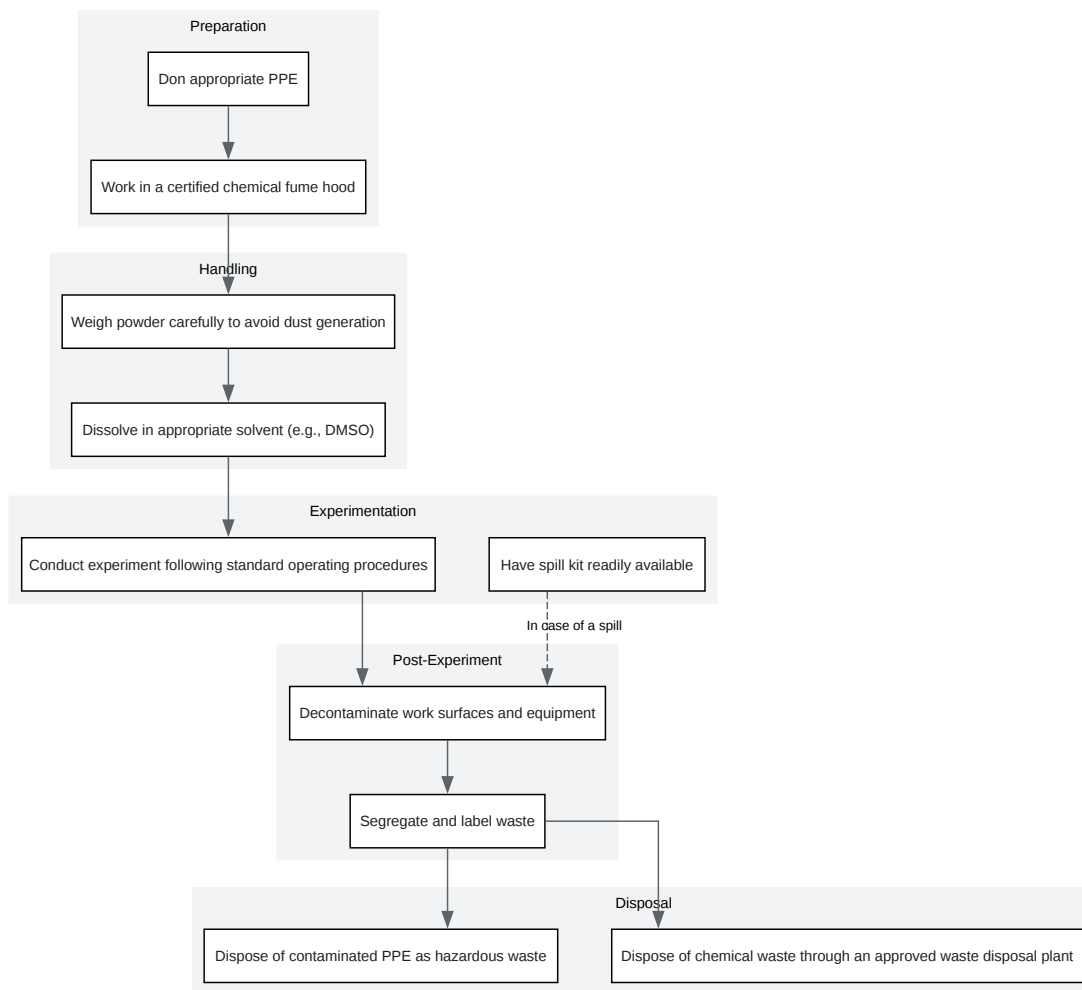 Preparation
Don appropriate PPE
Work in a certified chemical fume hood
Handling
Weigh powder carefully to avoid dust generation
Dissolve in appropriate solvent (e.g., DMSO)
Experimentation
Conduct experiment following standard operating procedures
Have spill kit readily available
In case of a spill
Post-Experiment
Decontaminate work surfaces and equipment
Segregate and label waste
Disposal
Dispose of contaminated PPE as hazardous waste
Dispose of chemical waste through an approved waste disposal plant